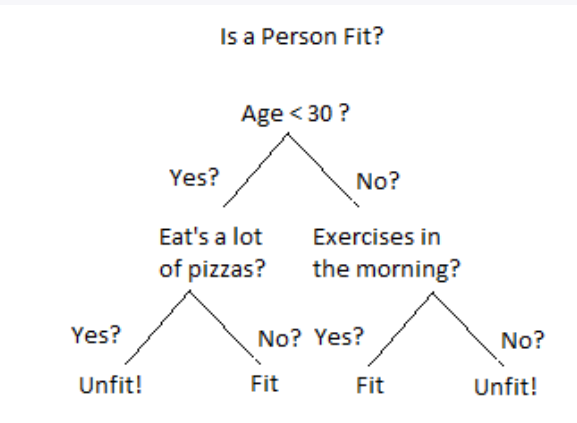 Is a Person Fit?
Age < 30 ?
Yes?
No?
Eat's a lot
of pizzas?
Exercises in
the morning?
Yes?
No?
Yes?
No?
Unfit!
Fit
Fit
Unfit!